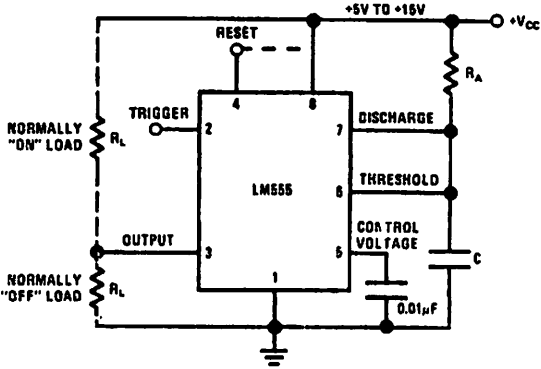 +5V TO +15V
+VCC
RESET
RA
4
8
TRIGGER
2
7
DISCHARGE
NORMALLY
"ON" LOAD
RL
LM555
6
THRESHOLD
OUTPUT
3
CONTROL
VOLTAGE
5
C
NORMALLY
"OFF" LOAD
RL
1
0.01µF